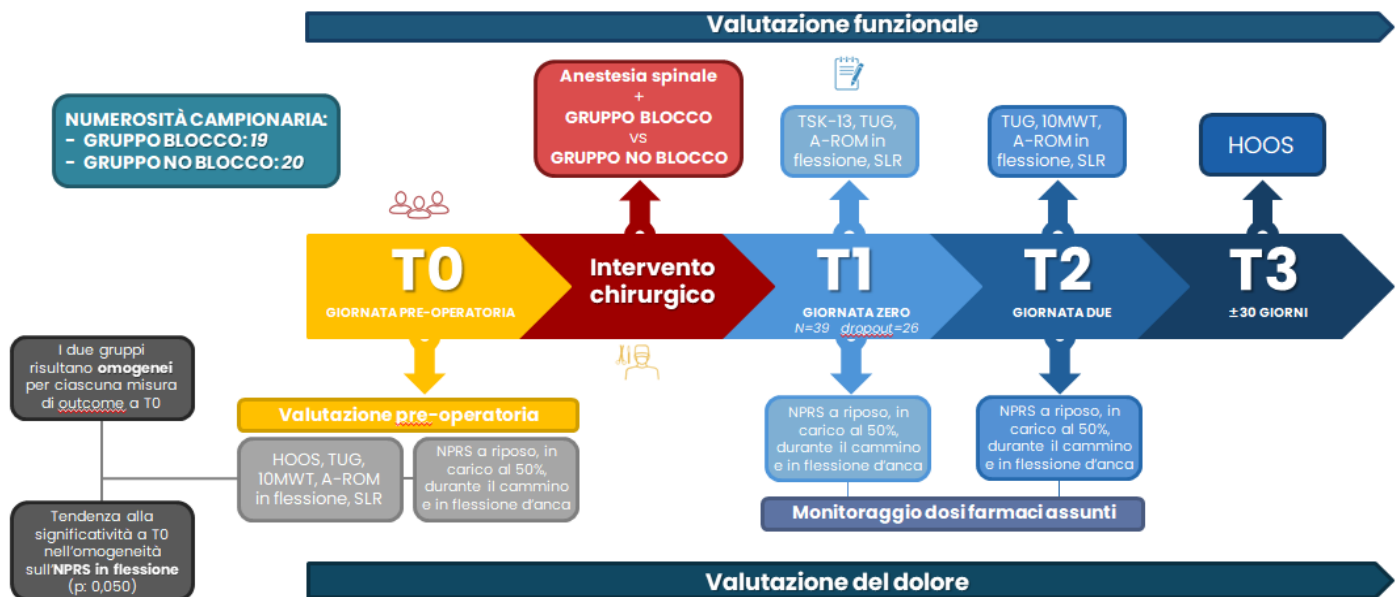 Valutazione funzionale
NUMEROSITÀ CAMPIONARIA:
- GRUPPO BLOCCO: 19
- GRUPPO NO BLOCCO: 20
Anestesia spinale
+
GRUPPO BLOCCO
vs
GRUPPO NO BLOCCO
TSK-13, TUG,
A-ROM in
flessione, SLR
TUG, 10MWT,
A-ROM in
flessione, SLR
HOOS
T0
GIORNATA PRE-OPERATORIA
Intervento
chirurgico
T1
GIORNATA ZERO
N=39 dropout=26
T2
GIORNATA DUE
T3
±30 GIORNI
I due gruppi
risultano omogenei
per ciascuna misura
di outcome a T0
Valutazione pre-operatoria
HOOS, TUG,
10MWT, A-ROM
in flessione, SLR
NPRS a riposo, in
carico al 50%,
durante il cammino
e in flessione d'anca
NPRS a riposo, in
carico al 50%,
durante il cammino
e in flessione d'anca
NPRS a riposo, in
carico al 50%,
durante il cammino
e in flessione d'anca
Monitoraggio dosi farmaci assunti
Tendenza alla
significatività a T0
nell'omogeneità
sull'NPRS in flessione
(p: 0,050)
Valutazione del dolore